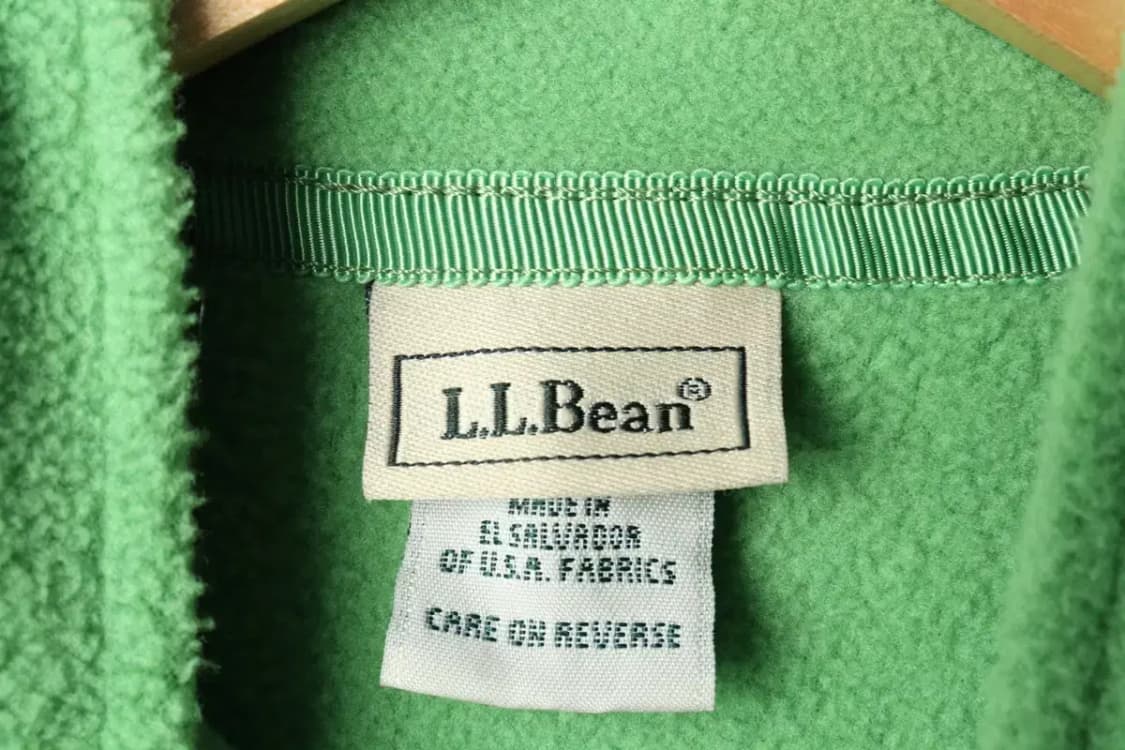 L.L.Bean®
MADE IN
EL SALVADOR
OF U.S.A. FABRICS
CARE ON REVERSE